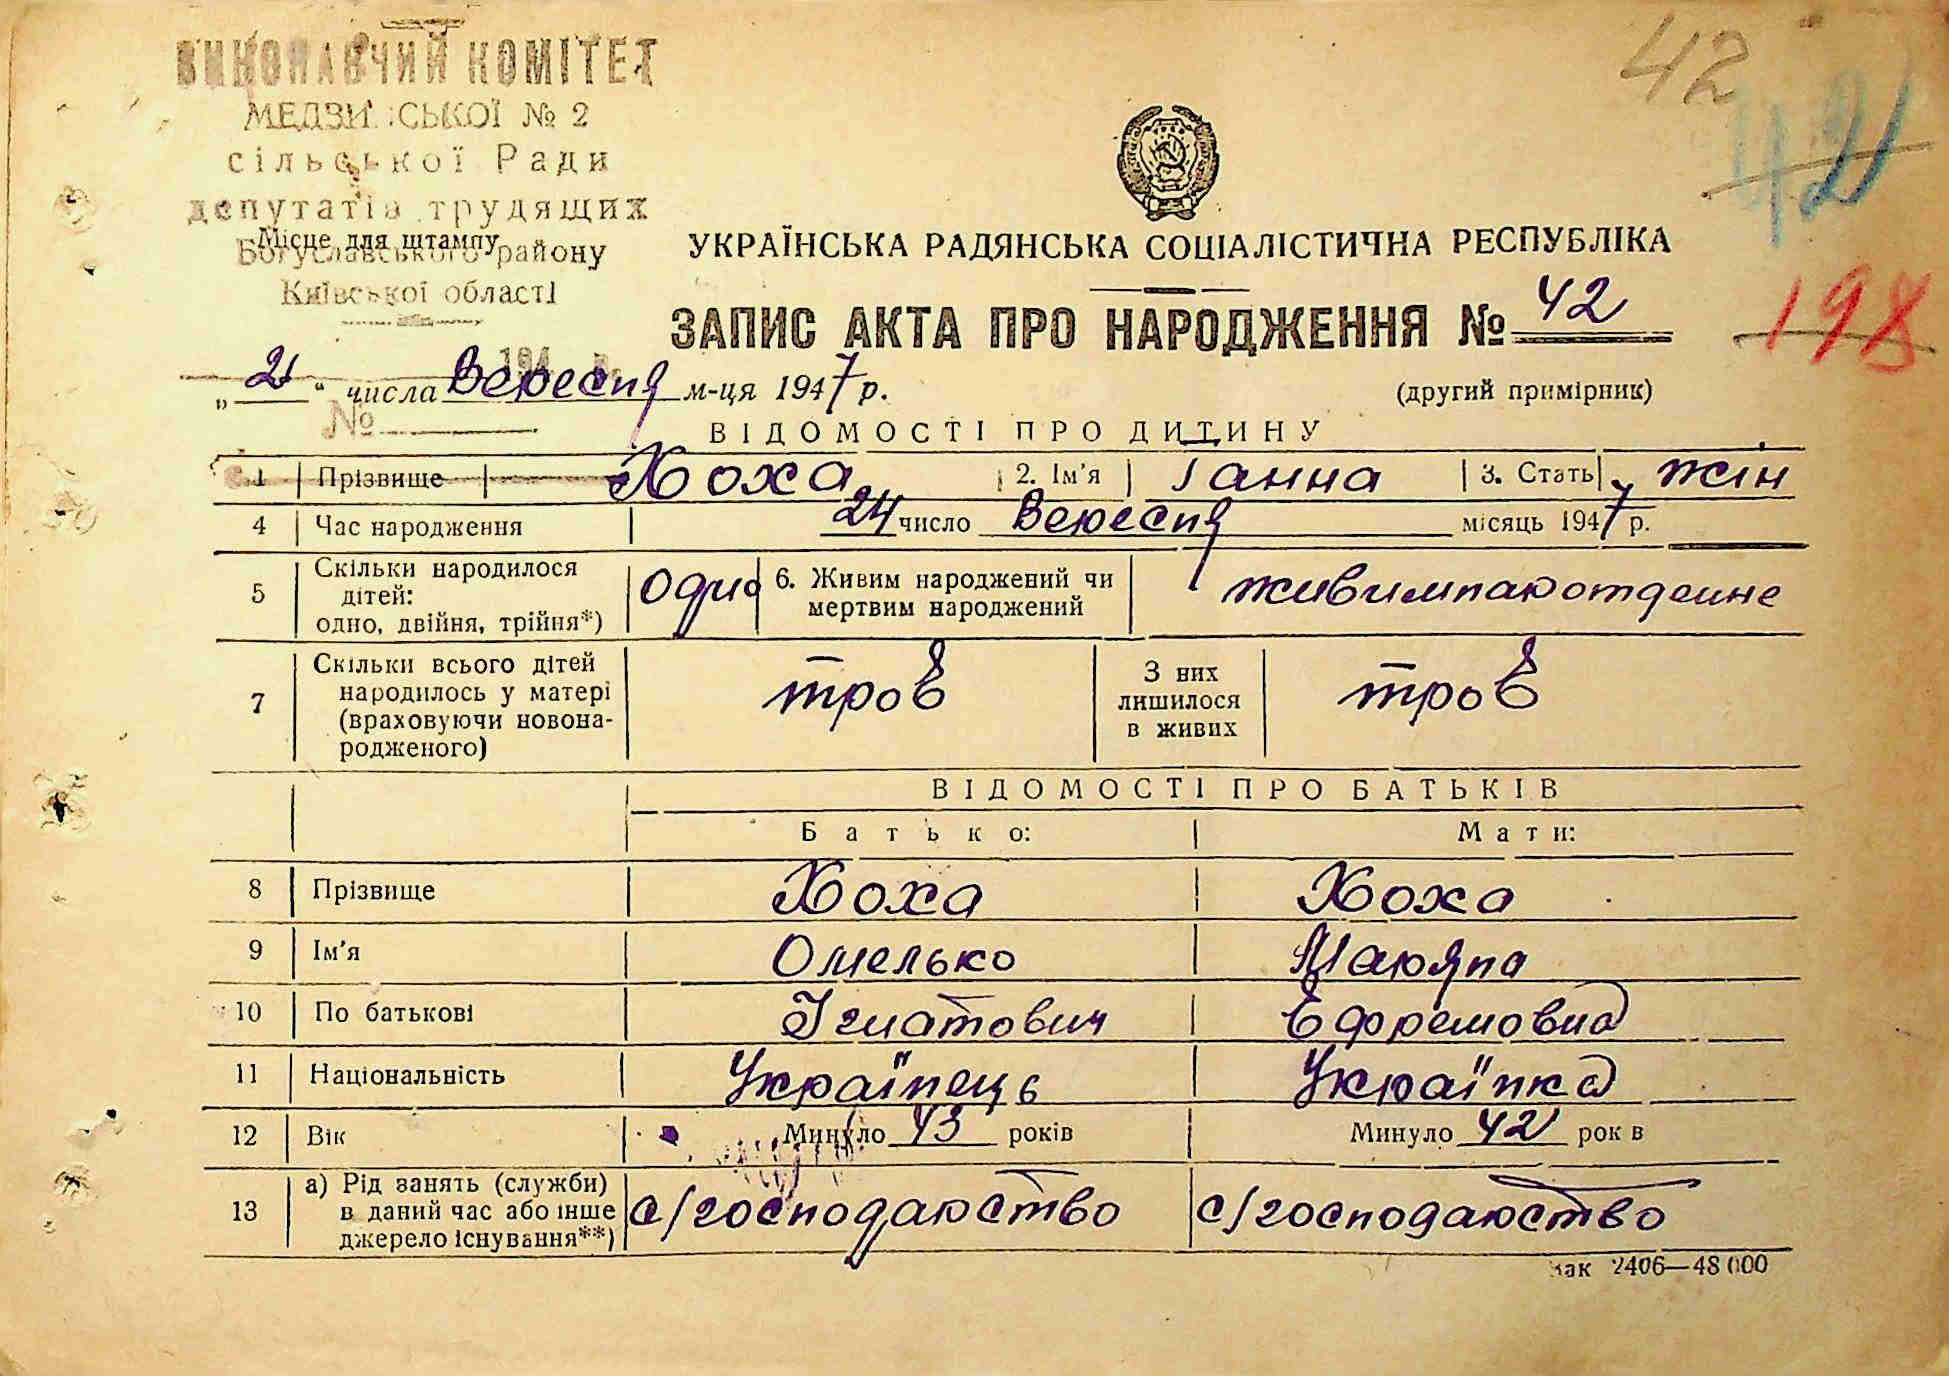 42
ВИКОНАВЧИЙ КОМІТЕТ
МЕДВИНСЬКОЇ № 2
сільської Ради
депутатів трудящих
Місце для штампу
Богуславського району
Київської області
194 р.
№
42
УКРАЇНСЬКА РАДЯНСЬКА СОЦІАЛІСТИЧНА РЕСПУБЛІКА
ЗАПИС АКТА ПРО НАРОДЖЕННЯ № 42
198
"21" числа Вересня м-ця 1947 р.
(другий примірник)
ВІДОМОСТІ ПРО ДИТИНУ
1 Прізвище Хоха 2. Ім'я Ганна 3. Стать жін
4 Час народження 24 число Вересня місяць 1947 р.
5 Скільки народилося дітей: одно, двійня, трійня*) одно 6. Живим народжений чи мертвим народжений
7 Скільки всього дітей народилось у матері (враховуючи новонародженого) троє З них лишилося в живих троє
ВІДОМОСТІ ПРО БАТЬКІВ
Батько: Мати:
8 Прізвище Хоха Хоха
9 Ім'я Омелько Маряна
10 По батькові Ігнатович Ефремовна
11 Національність Українець Українка
12 Вік Минуло 43 років Минуло 42 рок в
13 а) Рід занять (служби) в даний час або інше джерело існування**) с/господарство с/господарство
Зак 2406—48 000